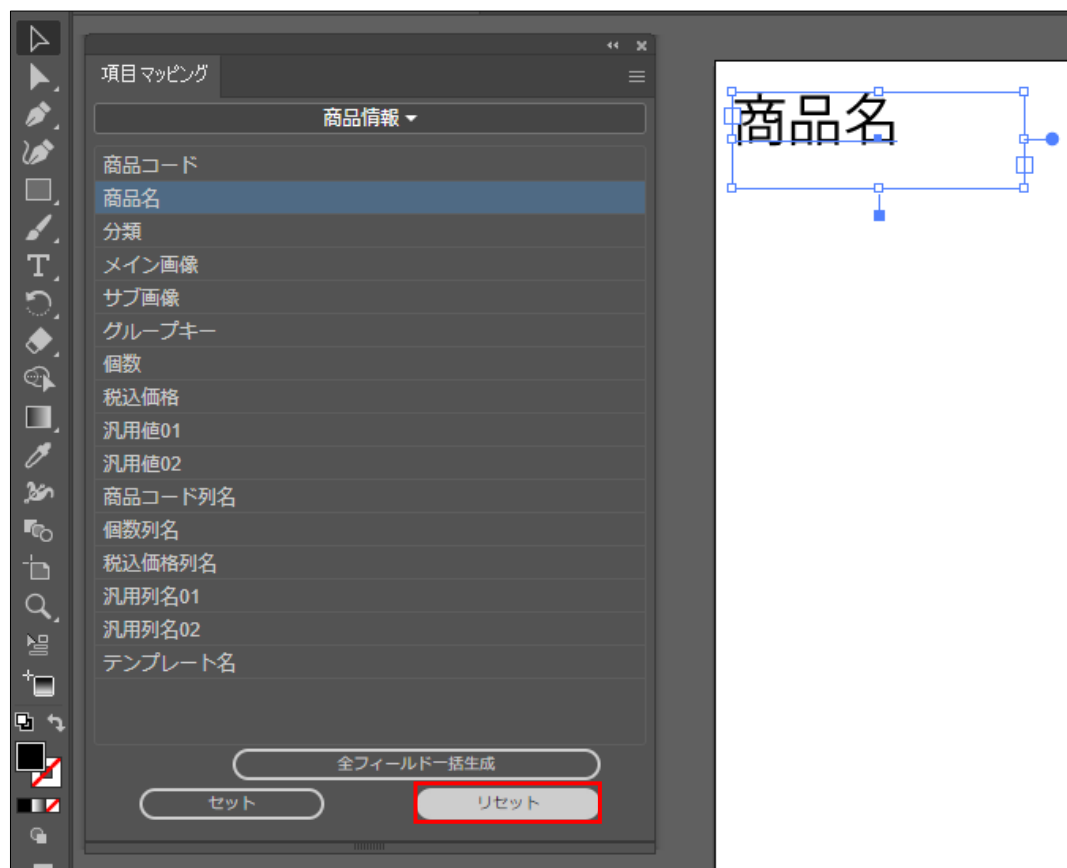 項目マッピング
商品情報
商品コード
商品名
分類
メイン画像
サブ画像
グループキー
個数
税込価格
汎用値01
汎用値02
商品コード列名
個数列名
税込価格列名
汎用列名01
汎用列名02
テンプレート名
全フィールド一括生成
セット
リセット
商品名